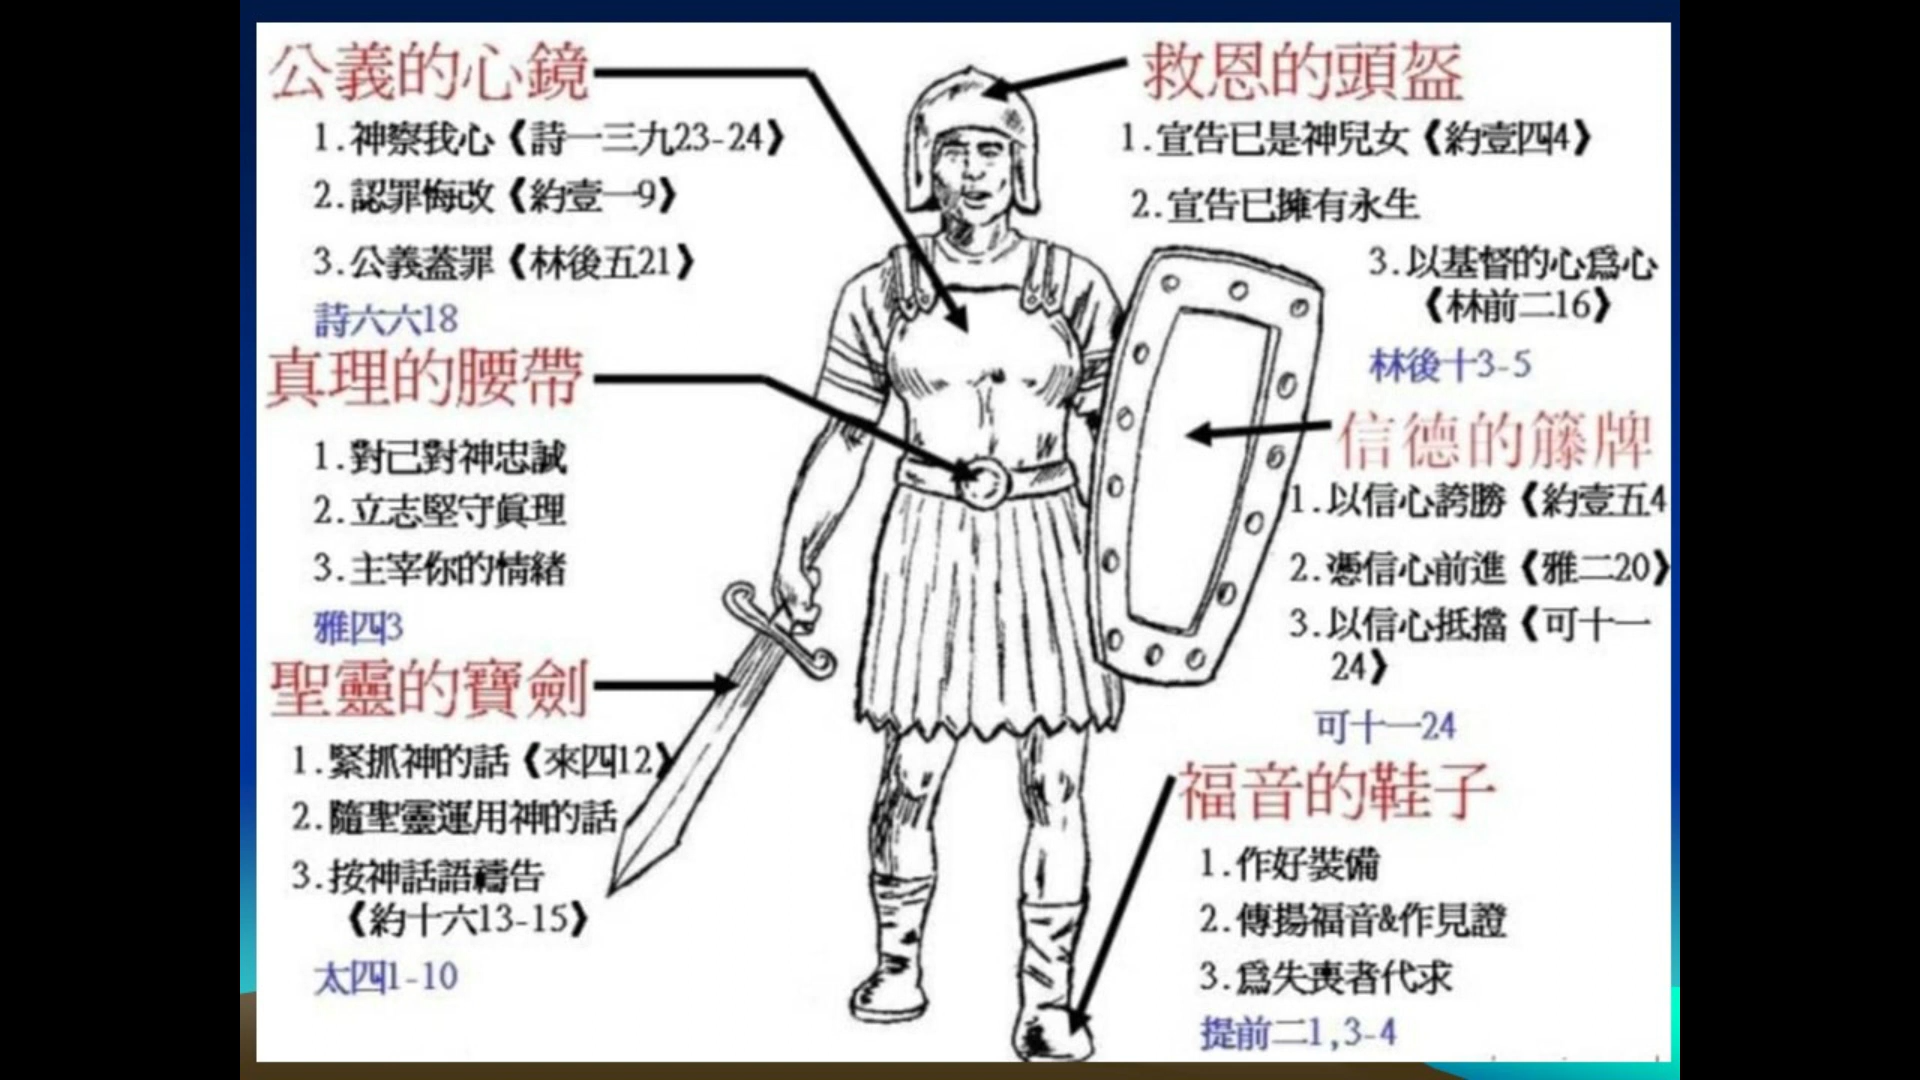 公義的心鏡
1.神察我心《詩一三九23-24》
2.認罪悔改《約壹一9》
3.公義蓋罪《林後五21》
詩六六18
真理的腰帶
1.對己對神忠誠
2.立志堅守眞理
3.主宰你的情緒
雅四3
聖靈的寶劍
1.緊抓神的話《來四12》
2.隨聖靈運用神的話
3.按神話語禱告
《約十六13-15》
太四1-10
救恩的頭盔
1.宣告已是神兒女《約壹四4》
2.宣告已擁有永生
3.以基督的心爲心
《林前二16》
林後十3-5
信德的籐牌
1.以信心誇勝《約壹五4
2.憑信心前進《雅二20》
3.以信心抵擋《可十一
24》
可十一24
福音的鞋子
1.作好裝備
2.傳揚福音&作見證
3.爲失喪者代求
提前二1,3-4